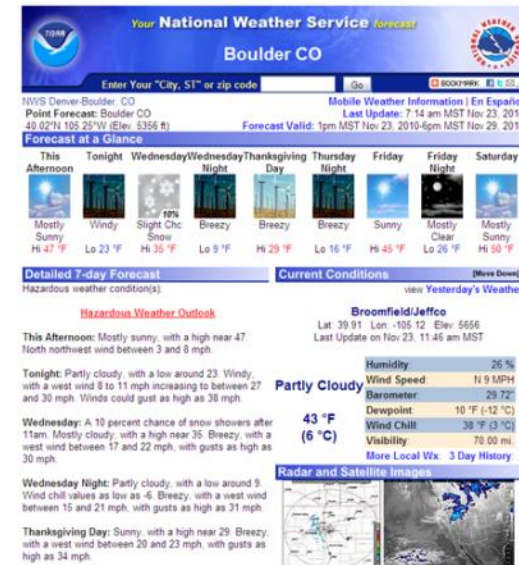 NOAA
Your National Weather Service forecast
Boulder CO
Enter Your "City, ST" or zip code
Go
BOOKMARK
NWS Denver-Boulder, CO
Point Forecast: Boulder CO
40.02°N 105.25°W (Elev. 5356 ft)
Mobile Weather Information | En Españo
Last Update: 7:14 am MST Nov 23, 201
Forecast Valid: 1pm MST Nov 23, 2010-6pm MST Nov 29, 201
Forecast at a Glance
This Afternoon
Mostly Sunny
Hi 47 °F
Tonight
Windy
Lo 23 °F
Wednesday
10%
Slight Chc Snow
Hi 35 °F
Wednesday Night
Breezy
Lo 9 °F
Thanksgiving Day
Breezy
Hi 29 °F
Thursday Night
Breezy
Lo 16 °F
Friday
Sunny
Hi 45 °F
Friday Night
Mostly Clear
Lo 26 °F
Saturday
Mostly Sunny
Hi 50 °F
Detailed 7-day Forecast
Hazardous weather condition(s):
Hazardous Weather Outlook
This Afternoon: Mostly sunny, with a high near 47.
North northwest wind between 3 and 8 mph.
Tonight: Partly cloudy, with a low around 23. Windy,
with a west wind 8 to 11 mph increasing to between 27
and 30 mph. Winds could gust as high as 38 mph.
Wednesday: A 10 percent chance of snow showers after
11am. Mostly cloudy, with a high near 35. Breezy, with a
west wind between 17 and 22 mph, with gusts as high as
30 mph.
Wednesday Night: Partly cloudy, with a low around 9.
Wind chill values as low as -6. Breezy, with a west wind
between 15 and 21 mph, with gusts as high as 31 mph.
Thanksgiving Day: Sunny, with a high near 29. Breezy,
with a west wind between 20 and 23 mph, with gusts as
high as 34 mph.
Current Conditions
[Move Down]
view Yesterday's Weathe
Broomfield/Jeffco
Lat: 39.91 Lon: -105.12 Elev: 5656
Last Update on Nov 23, 11:46 am MST
Partly Cloudy
43 °F
(6 °C)
Humidity 26 %
Wind Speed N 9 MPH
Barometer 29.72"
Dewpoint 10 °F (-12 °C)
Wind Chill 38 °F (3 °C)
Visibility 70.00 mi.
More Local Wx: 3 Day History:
Radar and Satellite Images